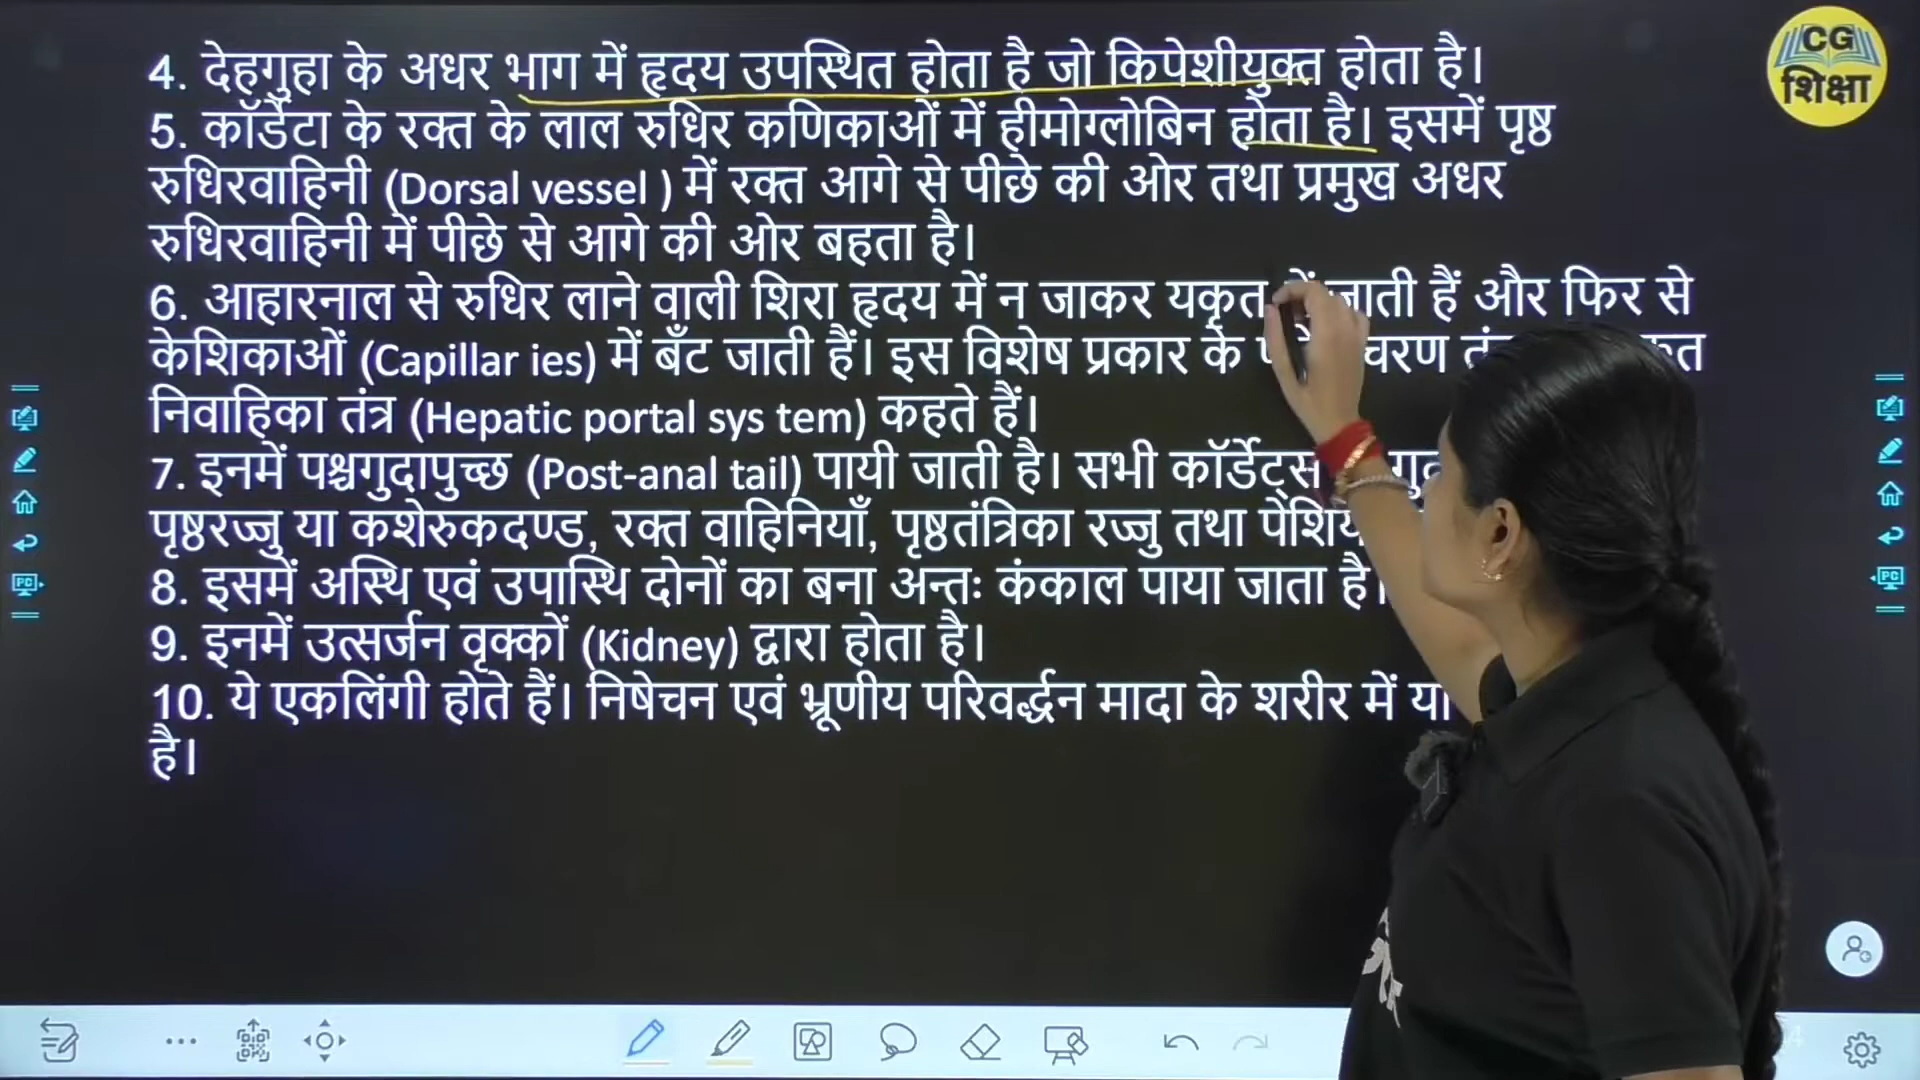 4. देहगुहा के अधर भाग में हृदय उपस्थित होता है जो किपेशीयुक्त होता है।
5. कॉर्डेटा के रक्त के लाल रुधिर कणिकाओं में हीमोग्लोबिन होता है। इसमें पृष्ठ
रुधिरवाहिनी (Dorsal vessel ) में रक्त आगे से पीछे की ओर तथा प्रमुख अधर
रुधिरवाहिनी में पीछे से आगे की ओर बहता है।
6. आहारनाल से रुधिर लाने वाली शिरा हृदय में न जाकर यकृत में जाती हैं और फिर से
केशिकाओं (Capillar ies) में बँट जाती हैं। इस विशेष प्रकार के
निवाहिका तंत्र (Hepatic portal sys tem) कहते हैं।
7. इनमें पश्चगुदापुच्छ (Post-anal tail) पायी जाती है। सभी कॉर्डेट्स
पृष्ठरज्जु या कशेरुकदण्ड, रक्त वाहिनियाँ, पृष्ठतंत्रिका रज्जु तथा
8. इसमें अस्थि एवं उपास्थि दोनों का बना अन्तः कंकाल पाया जाता है।
9. इनमें उत्सर्जन वृक्कों (Kidney) द्वारा होता है।
10. ये एकलिंगी होते हैं। निषेचन एवं भ्रूणीय परिवर्द्धन मादा के शरीर में या
है।
CG
शिक्षा
PC
PC